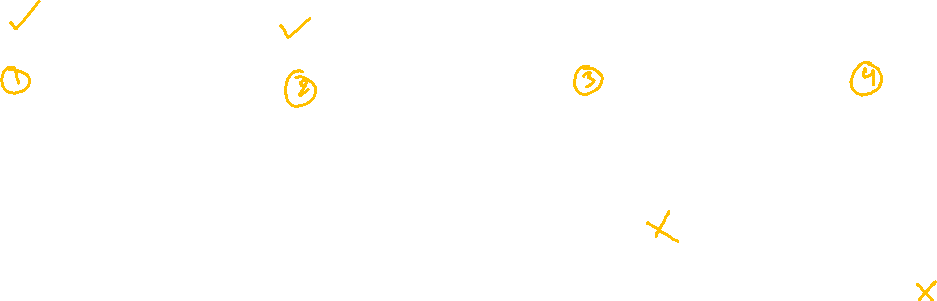 ✓ ✓
① ② ③ ④
×
×